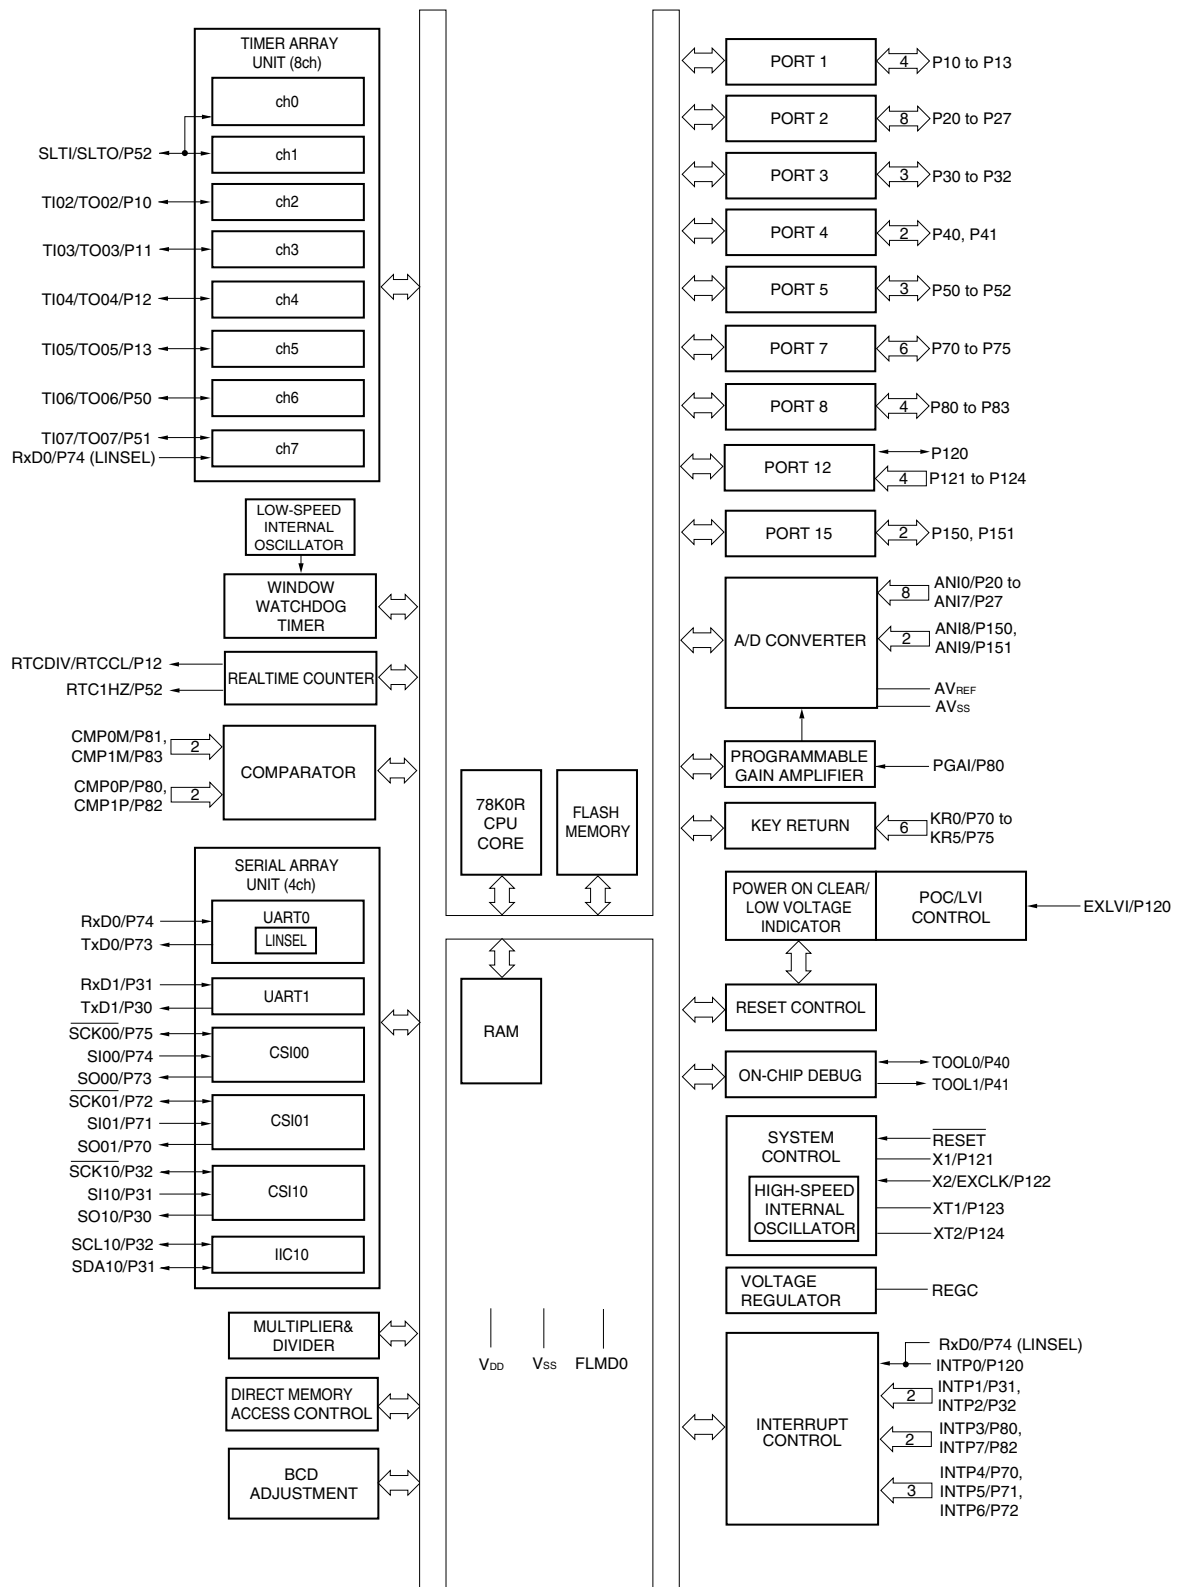 TIMER ARRAY
UNIT (8ch)
ch0
SLTI/SLTO/P52
ch1
TI02/TO02/P10
ch2
TI03/TO03/P11
ch3
TI04/TO04/P12
ch4
TI05/TO05/P13
ch5
TI06/TO06/P50
ch6
TI07/TO07/P51
RxD0/P74 (LINSEL)
ch7
LOW-SPEED
INTERNAL
OSCILLATOR
WINDOW
WATCHDOG
TIMER
RTCDIV/RTCCL/P12
RTC1HZ/P52
REALTIME COUNTER
CMP0M/P81,
CMP1M/P83
2
CMP0P/P80,
CMP1P/P82
2
COMPARATOR
SERIAL ARRAY
UNIT (4ch)
RxD0/P74
TxD0/P73
UART0
LINSEL
RxD1/P31
TxD1/P30
UART1
SCK00/P75
SI00/P74
SO00/P73
CSI00
SCK01/P72
SI01/P71
SO01/P70
CSI01
SCK10/P32
SI10/P31
SO10/P30
CSI10
SCL10/P32
SDA10/P31
IIC10
MULTIPLIER&
DIVIDER
DIRECT MEMORY
ACCESS CONTROL
BCD
ADJUSTMENT
78K0R
CPU
CORE
FLASH
MEMORY
RAM
VDD
VSS
FLMD0
PORT 1
4
P10 to P13
PORT 2
8
P20 to P27
PORT 3
3
P30 to P32
PORT 4
2
P40, P41
PORT 5
3
P50 to P52
PORT 7
6
P70 to P75
PORT 8
4
P80 to P83
PORT 12
P120
4
P121 to P124
PORT 15
2
P150, P151
A/D CONVERTER
8
ANI0/P20 to
ANI7/P27
2
ANI8/P150,
ANI9/P151
AVREF
AVSS
PROGRAMMABLE
GAIN AMPLIFIER
PGAI/P80
KEY RETURN
6
KR0/P70 to
KR5/P75
POWER ON CLEAR/
LOW VOLTAGE
INDICATOR
POC/LVI
CONTROL
EXLVI/P120
RESET CONTROL
ON-CHIP DEBUG
TOOL0/P40
TOOL1/P41
SYSTEM
CONTROL
HIGH-SPEED
INTERNAL
OSCILLATOR
RESET
X1/P121
X2/EXCLK/P122
XT1/P123
XT2/P124
VOLTAGE
REGULATOR
REGC
INTERRUPT
CONTROL
RxD0/P74 (LINSEL)
INTP0/P120
2
INTP1/P31,
INTP2/P32
2
INTP3/P80,
INTP7/P82
3
INTP4/P70,
INTP5/P71,
INTP6/P72